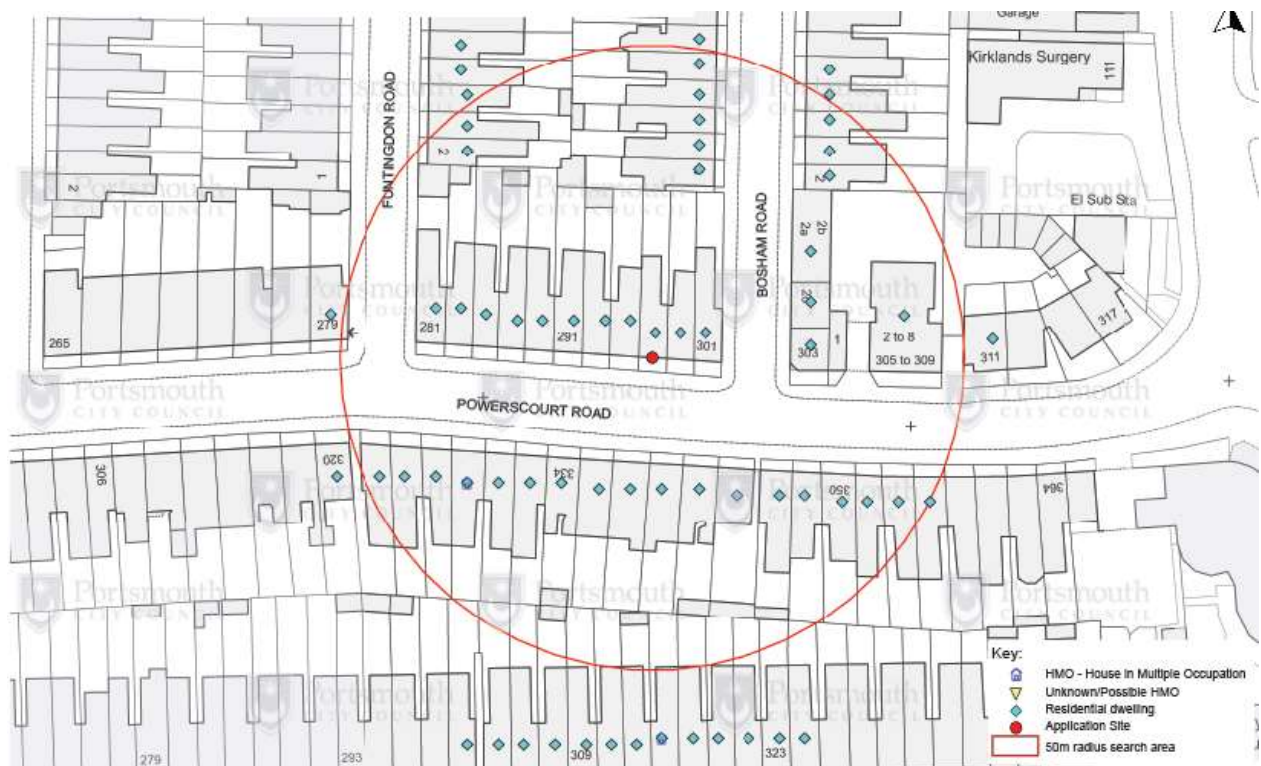 Garage
Kirklands Surgery
111
FUNTINGDON ROAD
2
2
1
2
2b
2a
El Sub Sta
BOSHAM ROAD
2c
265
279
281
291
301
303
1
2 to 8
305 to 309
311
317
POWERSCOURT ROAD
306
320
334
350
364
279
293
309
323
Portsmouth
CITY COUNCIL
Key:
HMO - House in Multiple Occupation
Unknown/Possible HMO
Residential dwelling
Application Site
50m radius search area